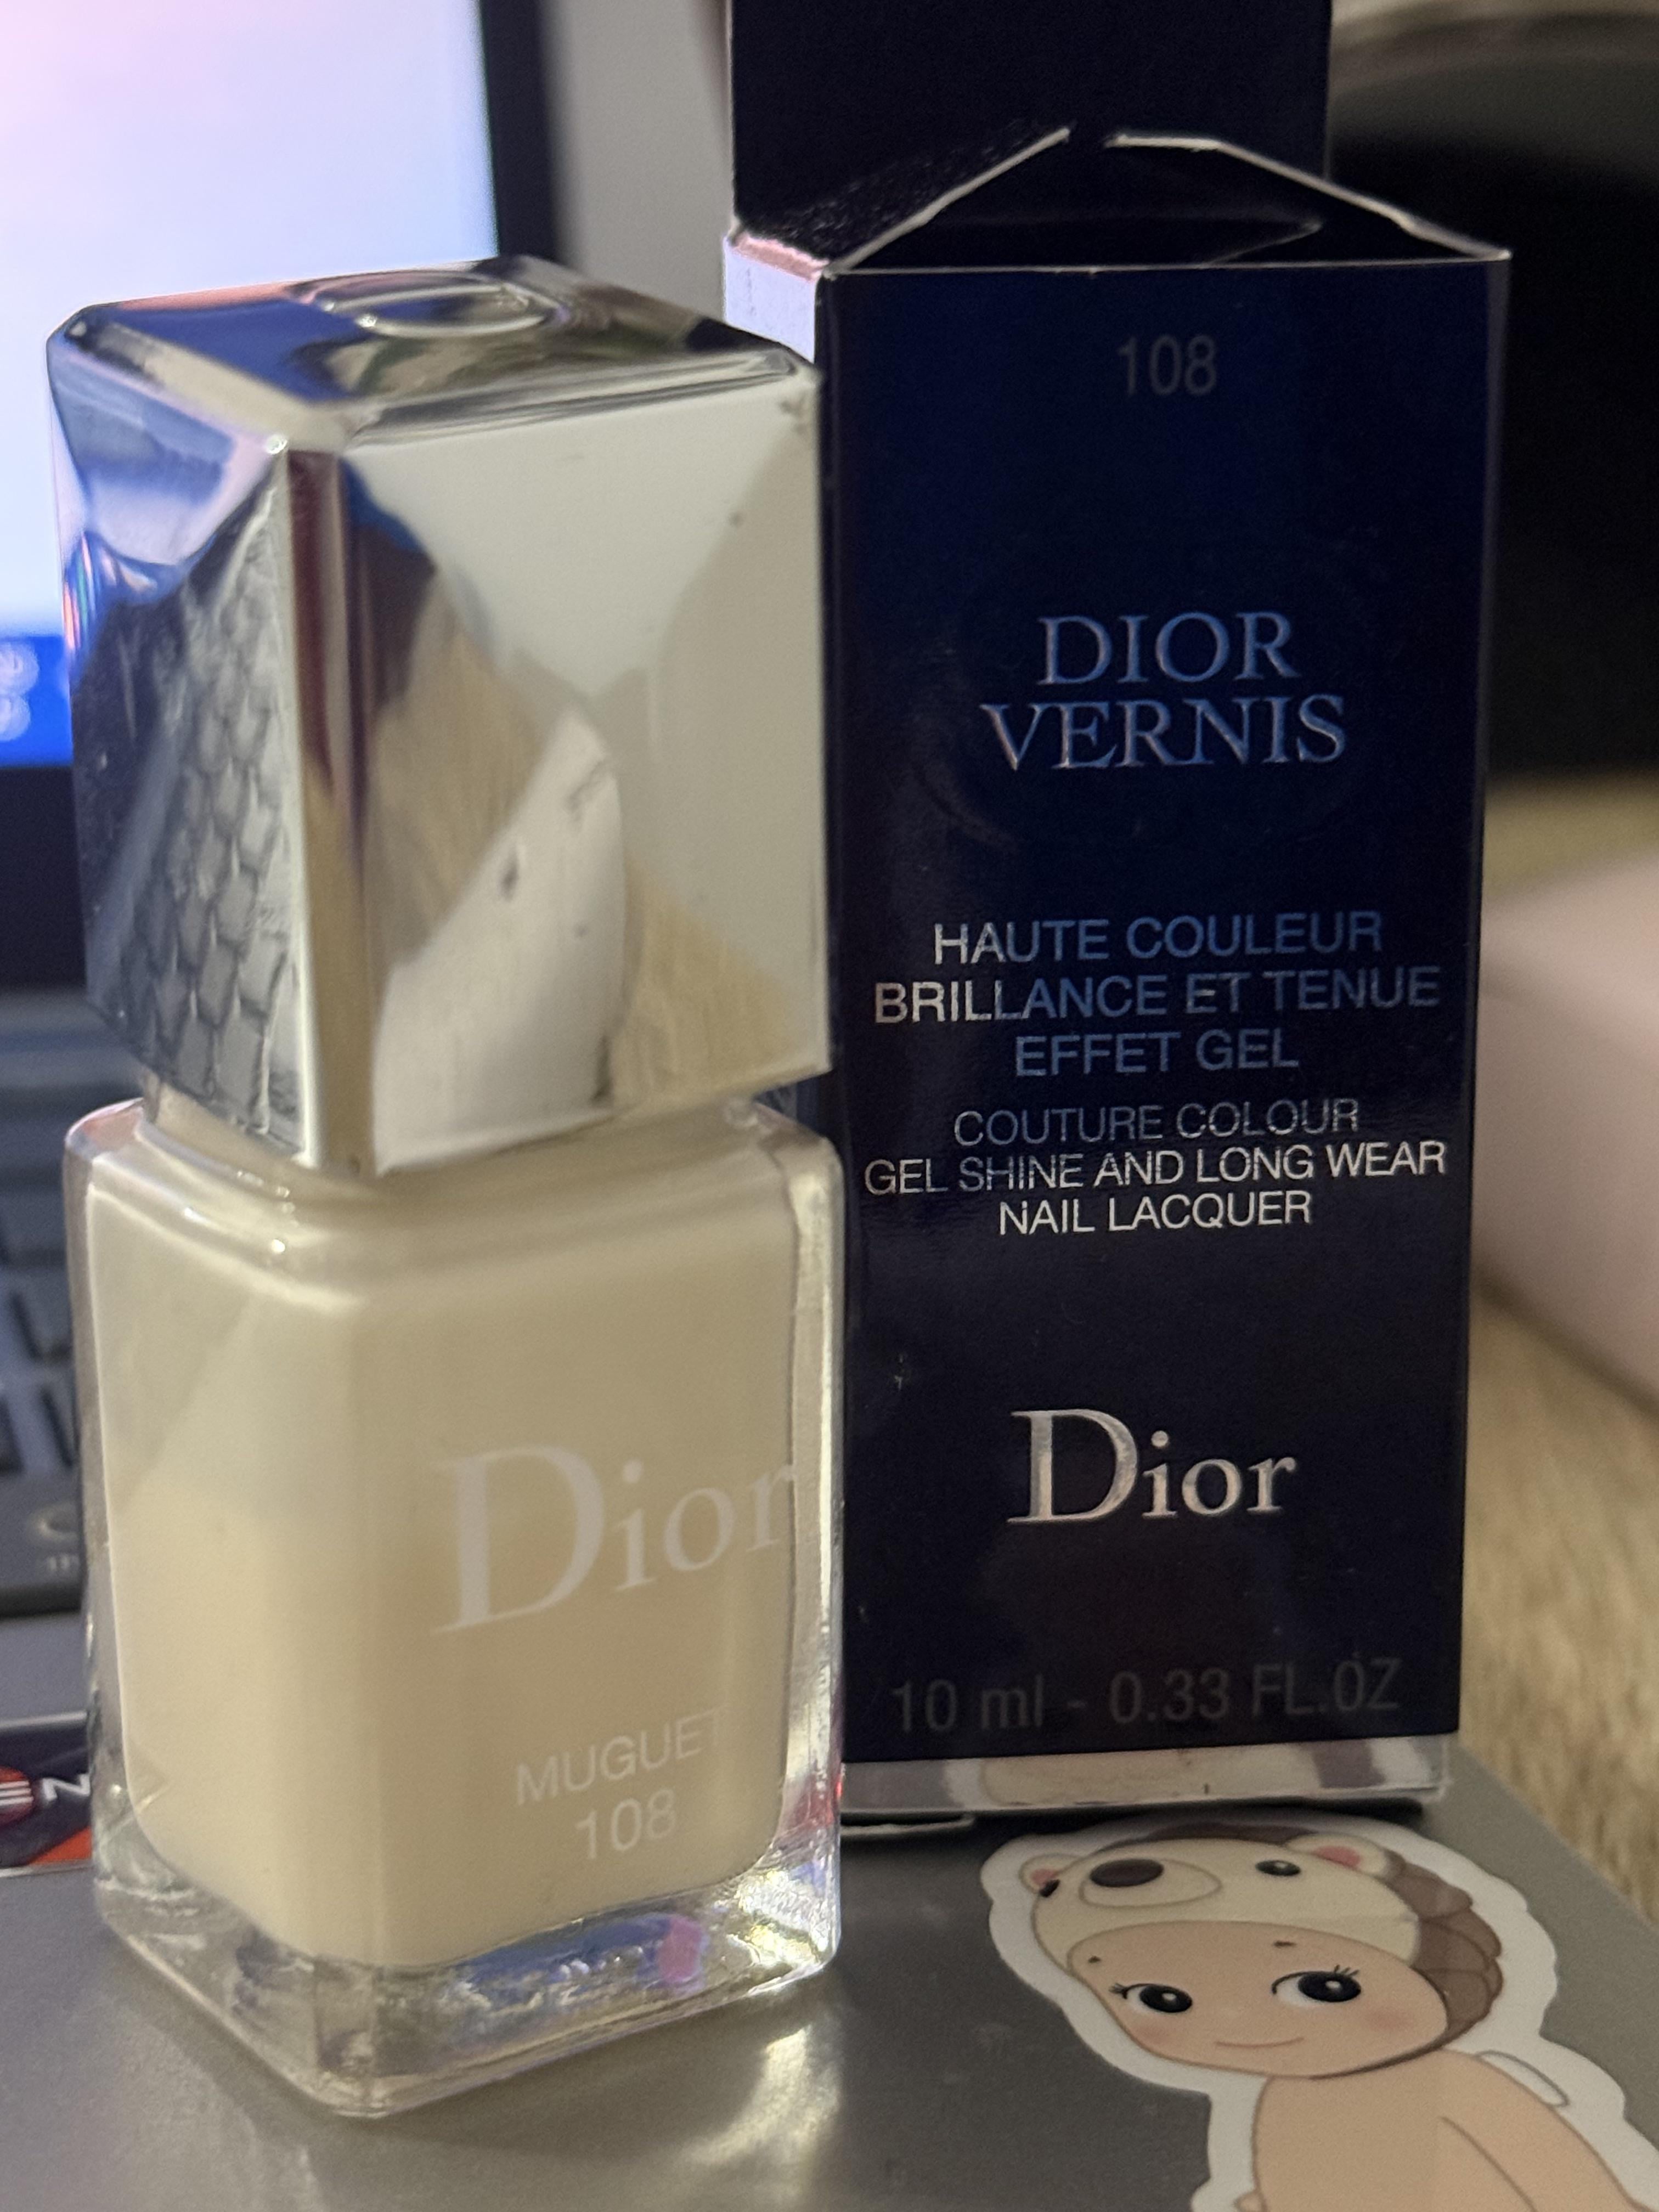 108
DIOR
VERNIS
HAUTE COULEUR
BRILLANCE ET TENUE
EFFET GEL
COUTURE COLOUR
GEL SHINE AND LONG WEAR
NAIL LACQUER
Dior
10 ml - 0.33 FL.OZ
Dior
MUGUET
108